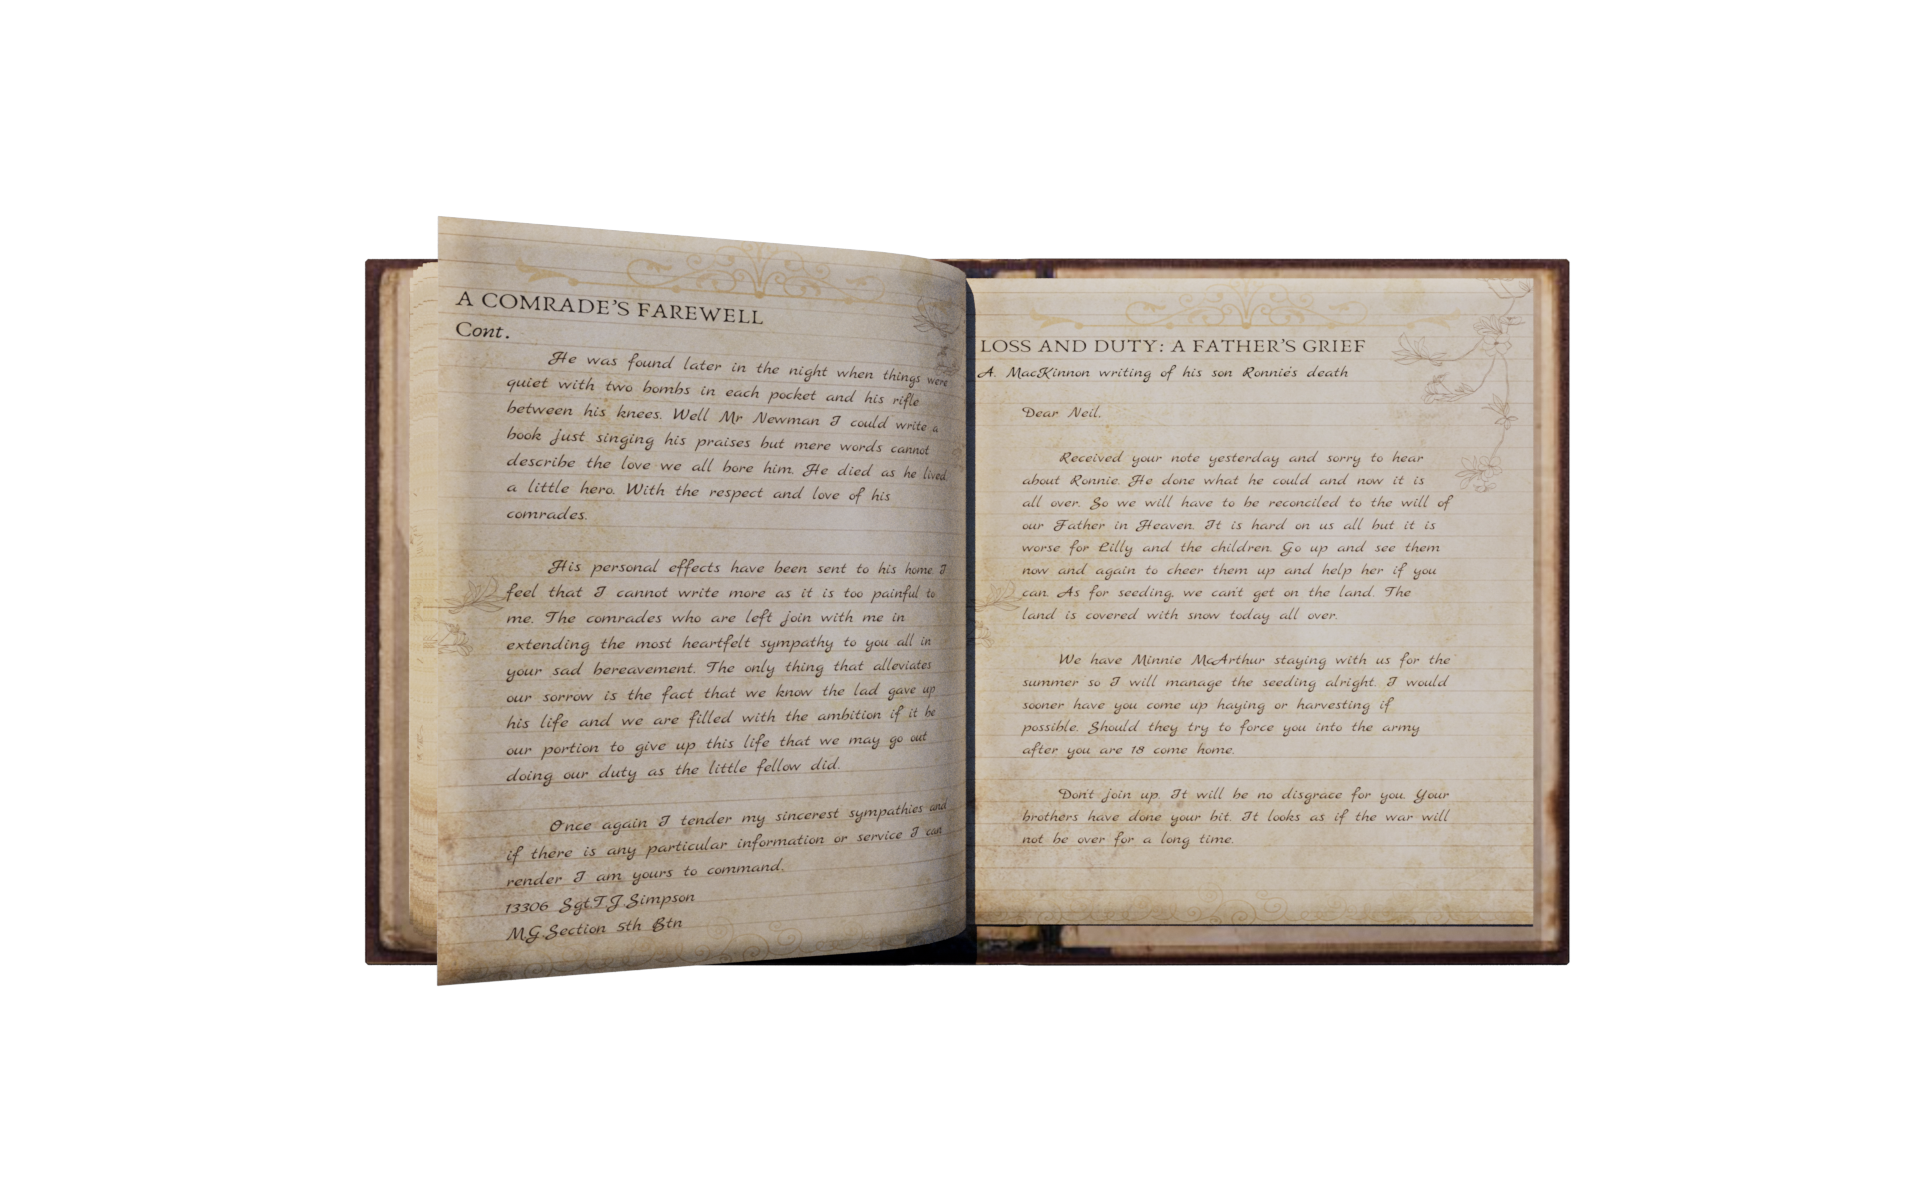 A COMRADE'S FAREWELL
Cont.
He was found later in the night when things were
quiet with two bombs in each pocket and his rifle
between his knees. Well Mr Newman I could write a
book just singing his praises but mere words cannot
describe the love we all bore him. He died as he lived
a little hero. With the respect and love of his
comrades.
His personal effects have been sent to his home. I
feel that I cannot write more as it is too painful to
me. The comrades who are left join with me in
extending the most heartfelt sympathy to you all in
your sad bereavement. The only thing that alleviates
our sorrow is the fact that we know the lad gave up
his life and we are filled with the ambition if it be
our portion to give up this life that we may go out
doing our duty as the little fellow did.
Once again I tender my sincerest sympathies and
if there is any particular information or service I can
render I am yours to command.
13306 Sgt.T.J.Simpson
M.G.Section 5th Btn
LOSS AND DUTY: A FATHER'S GRIEF
A. MacKinnon writing of his son Ronnie's death
Dear Neil,
Received your note yesterday and sorry to hear
about Ronnie. He done what he could and now it is
all over. So we will have to be reconciled to the will of
our Father in Heaven. It is hard on us all but it is
worse for Lilly and the children. Go up and see them
now and again to cheer them up and help her if you
can. As for seeding, we can't get on the land. The
land is covered with snow today all over.
We have Minnie McArthur staying with us for the
summer so I will manage the seeding alright. I would
sooner have you come up haying or harvesting if
possible. Should they try to force you into the army
after you are 18 come home.
Don't join up. It will be no disgrace for you. Your
brothers have done your bit. It looks as if the war will
not be over for a long time.